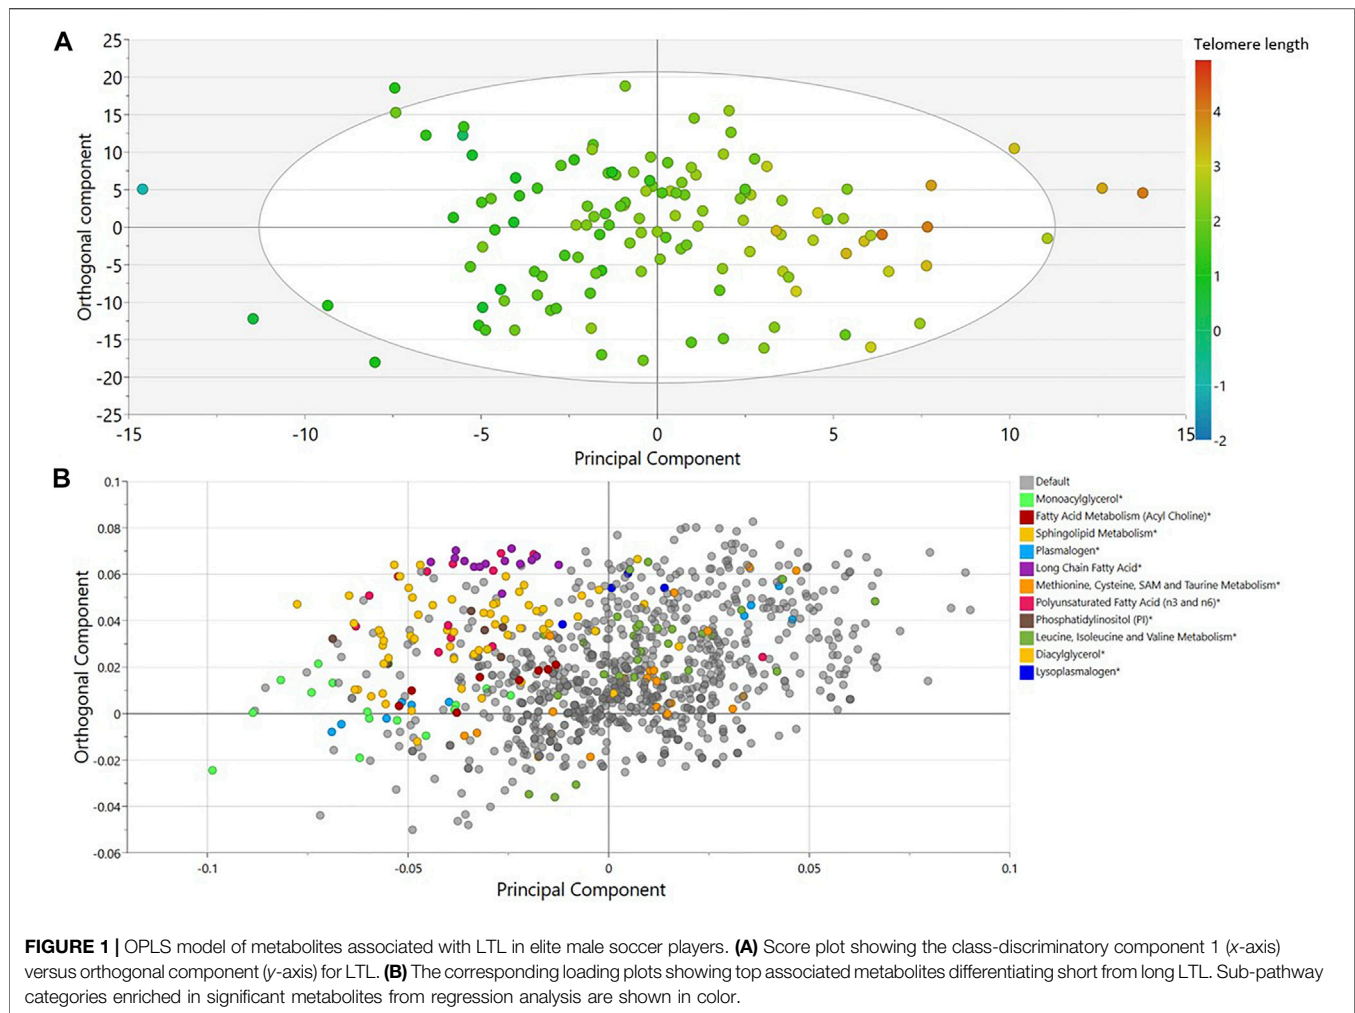 A
Orthogonal component
25
20
15
10
5
0
-5
-10
-15
-20
-25
-15
-10
-5
0
5
10
15
Principal Component
Telomere length
4
3
2
1
0
-1
-2
B
Orthogonal Component
0.1
0.08
0.06
0.04
0.02
0
-0.02
-0.04
-0.06
-0.1
-0.05
0
0.05
0.1
Principal Component
Default
Monoacylglycerol*
Fatty Acid Metabolism (Acyl Choline)*
Sphingolipid Metabolism*
Plasmalogen*
Long Chain Fatty Acid*
Methionine, Cysteine, SAM and Taurine Metabolism*
Polyunsaturated Fatty Acid (n3 and n6)*
Phosphatidylinositol (PI)*
Leucine, Isoleucine and Valine Metabolism*
Diacylglycerol*
Lysoplasmalogen*
FIGURE 1 | OPLS model of metabolites associated with LTL in elite male soccer players. (A) Score plot showing the class-discriminatory component 1 (x-axis)
versus orthogonal component (y-axis) for LTL. (B) The corresponding loading plots showing top associated metabolites differentiating short from long LTL. Sub-pathway
categories enriched in significant metabolites from regression analysis are shown in color.